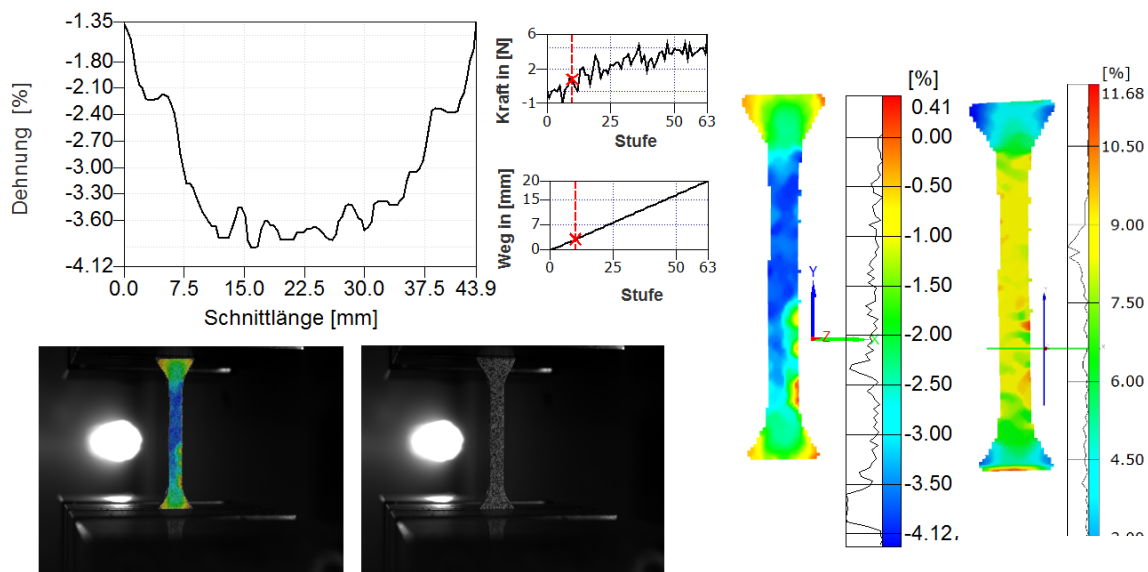 -1.35
-1.80
-2.10
-2.40
-2.70
-3.00
-3.30
-3.60
-4.12
Dehnung [%]
0.0 7.5 15.0 22.5 30.0 37.5 43.9
Schnittlänge [mm]
6
2
-1
Kraft in [N]
0 25 50 63
Stufe
20
15
7
0
Weg in [mm]
0 25 50 63
Stufe
Y
Z
X
[%]
0.41
0.00
-0.50
-1.00
-1.50
-2.00
-2.50
-3.00
-3.50
-4.12
[%]
11.68
10.50
9.00
7.50
6.00
4.50